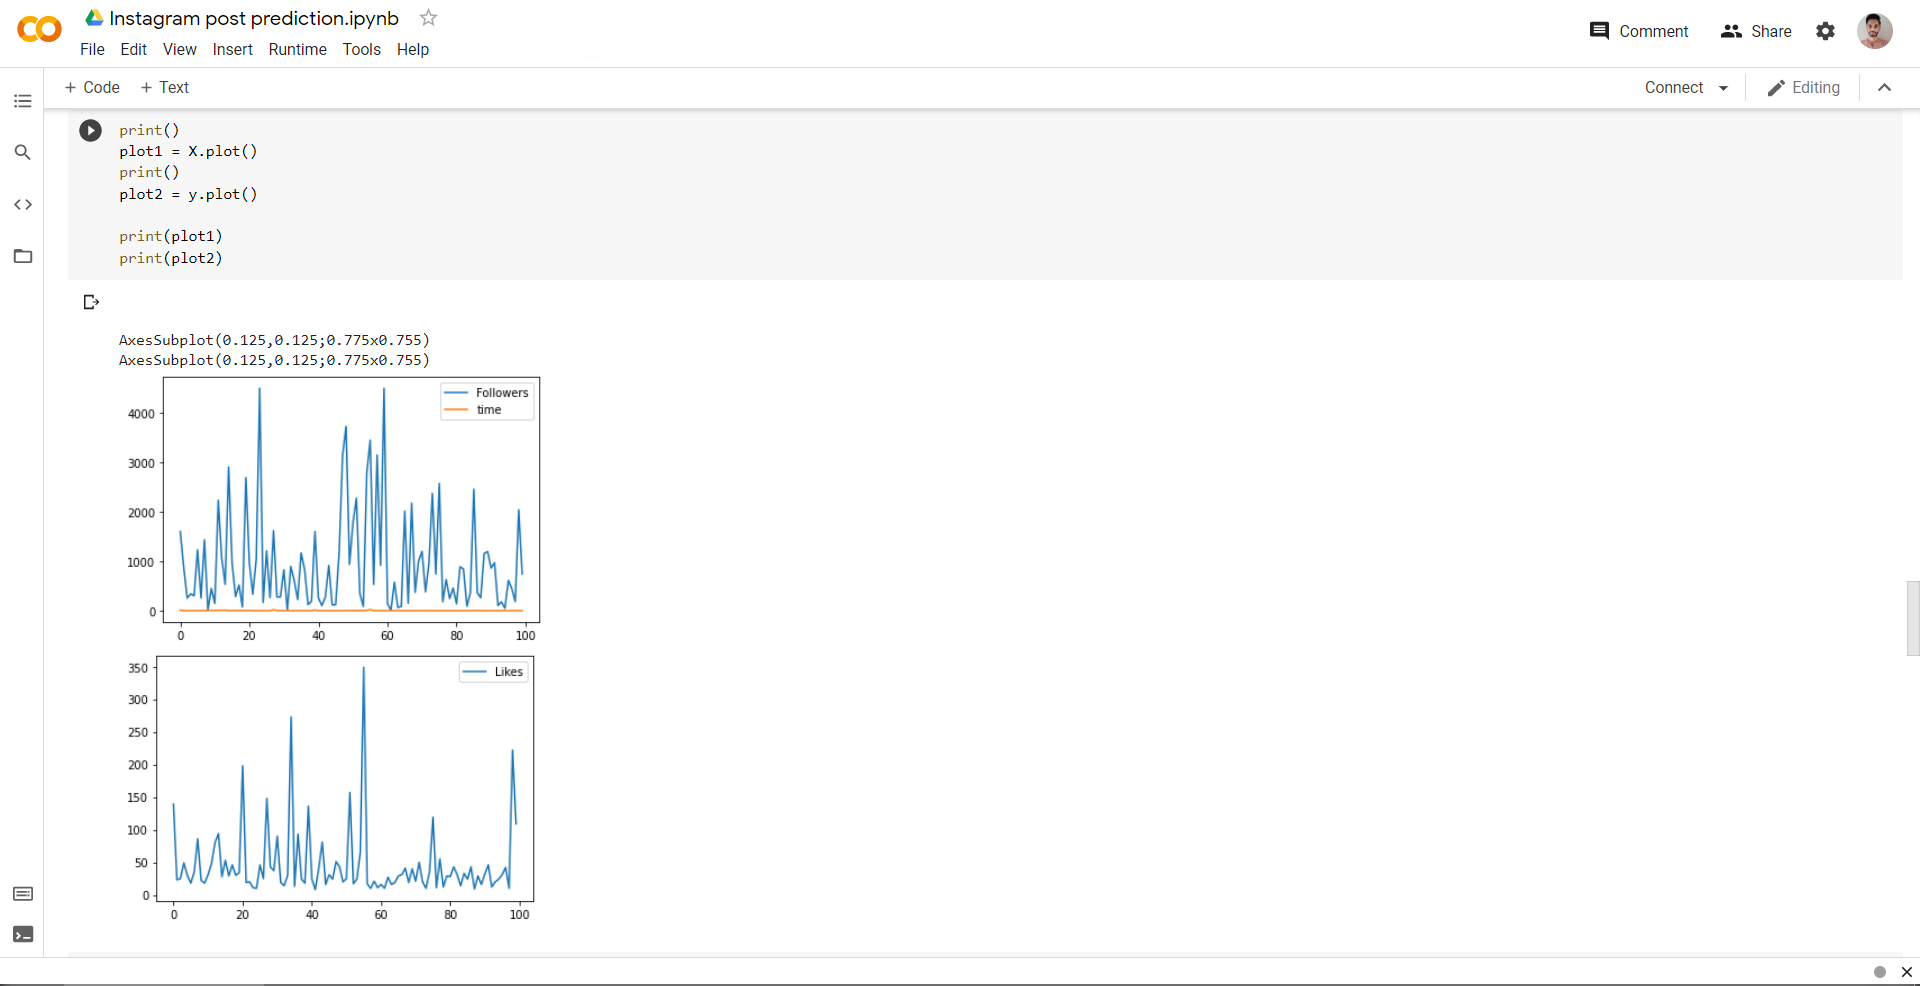 Instagram post prediction.ipynb
File Edit View Insert Runtime Tools Help
Comment
Share
+ Code + Text
Connect
Editing
print()
plot1 = X.plot()
print()
plot2 = y.plot()
print(plot1)
print(plot2)
AxesSubplot(0.125,0.125;0.775x0.755)
AxesSubplot(0.125,0.125;0.775x0.755)
Followers
time
4000
3000
2000
1000
0
0 20 40 60 80 100
Likes
350
300
250
200
150
100
50
0
0 20 40 60 80 100